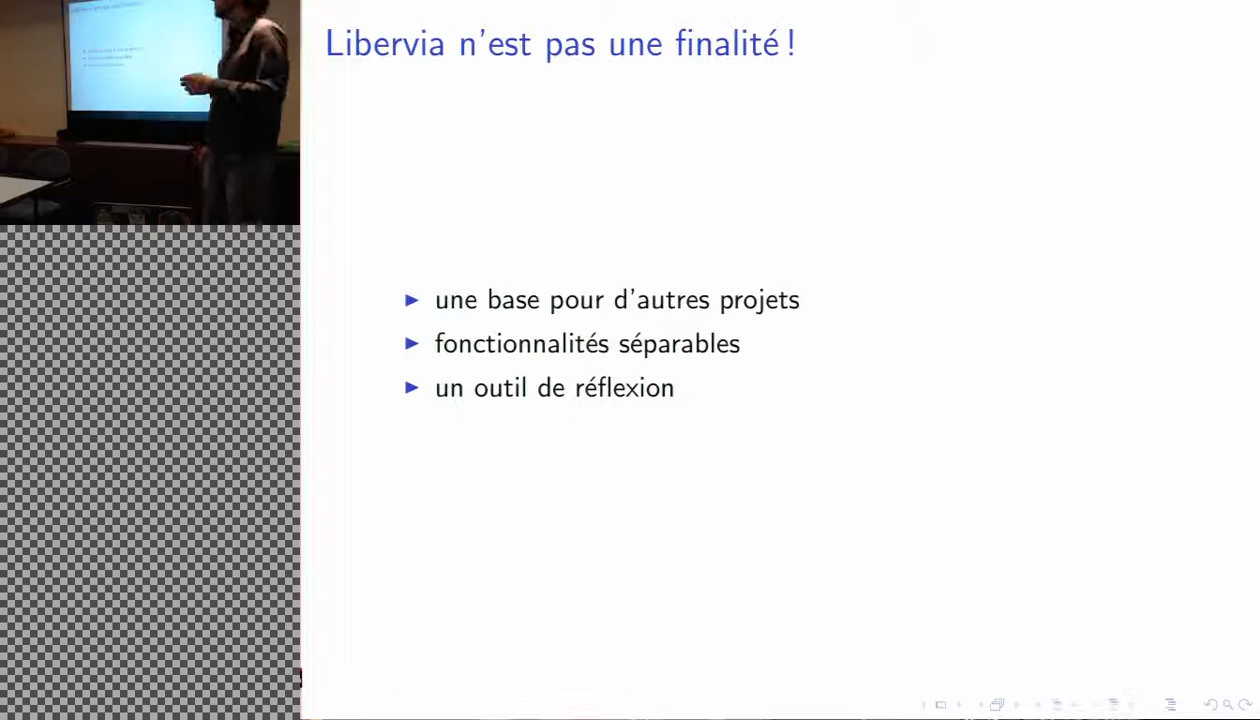 Libervia n'est pas une finalité !
une base pour d'autres projets
fonctionnalités séparables
un outil de réflexion